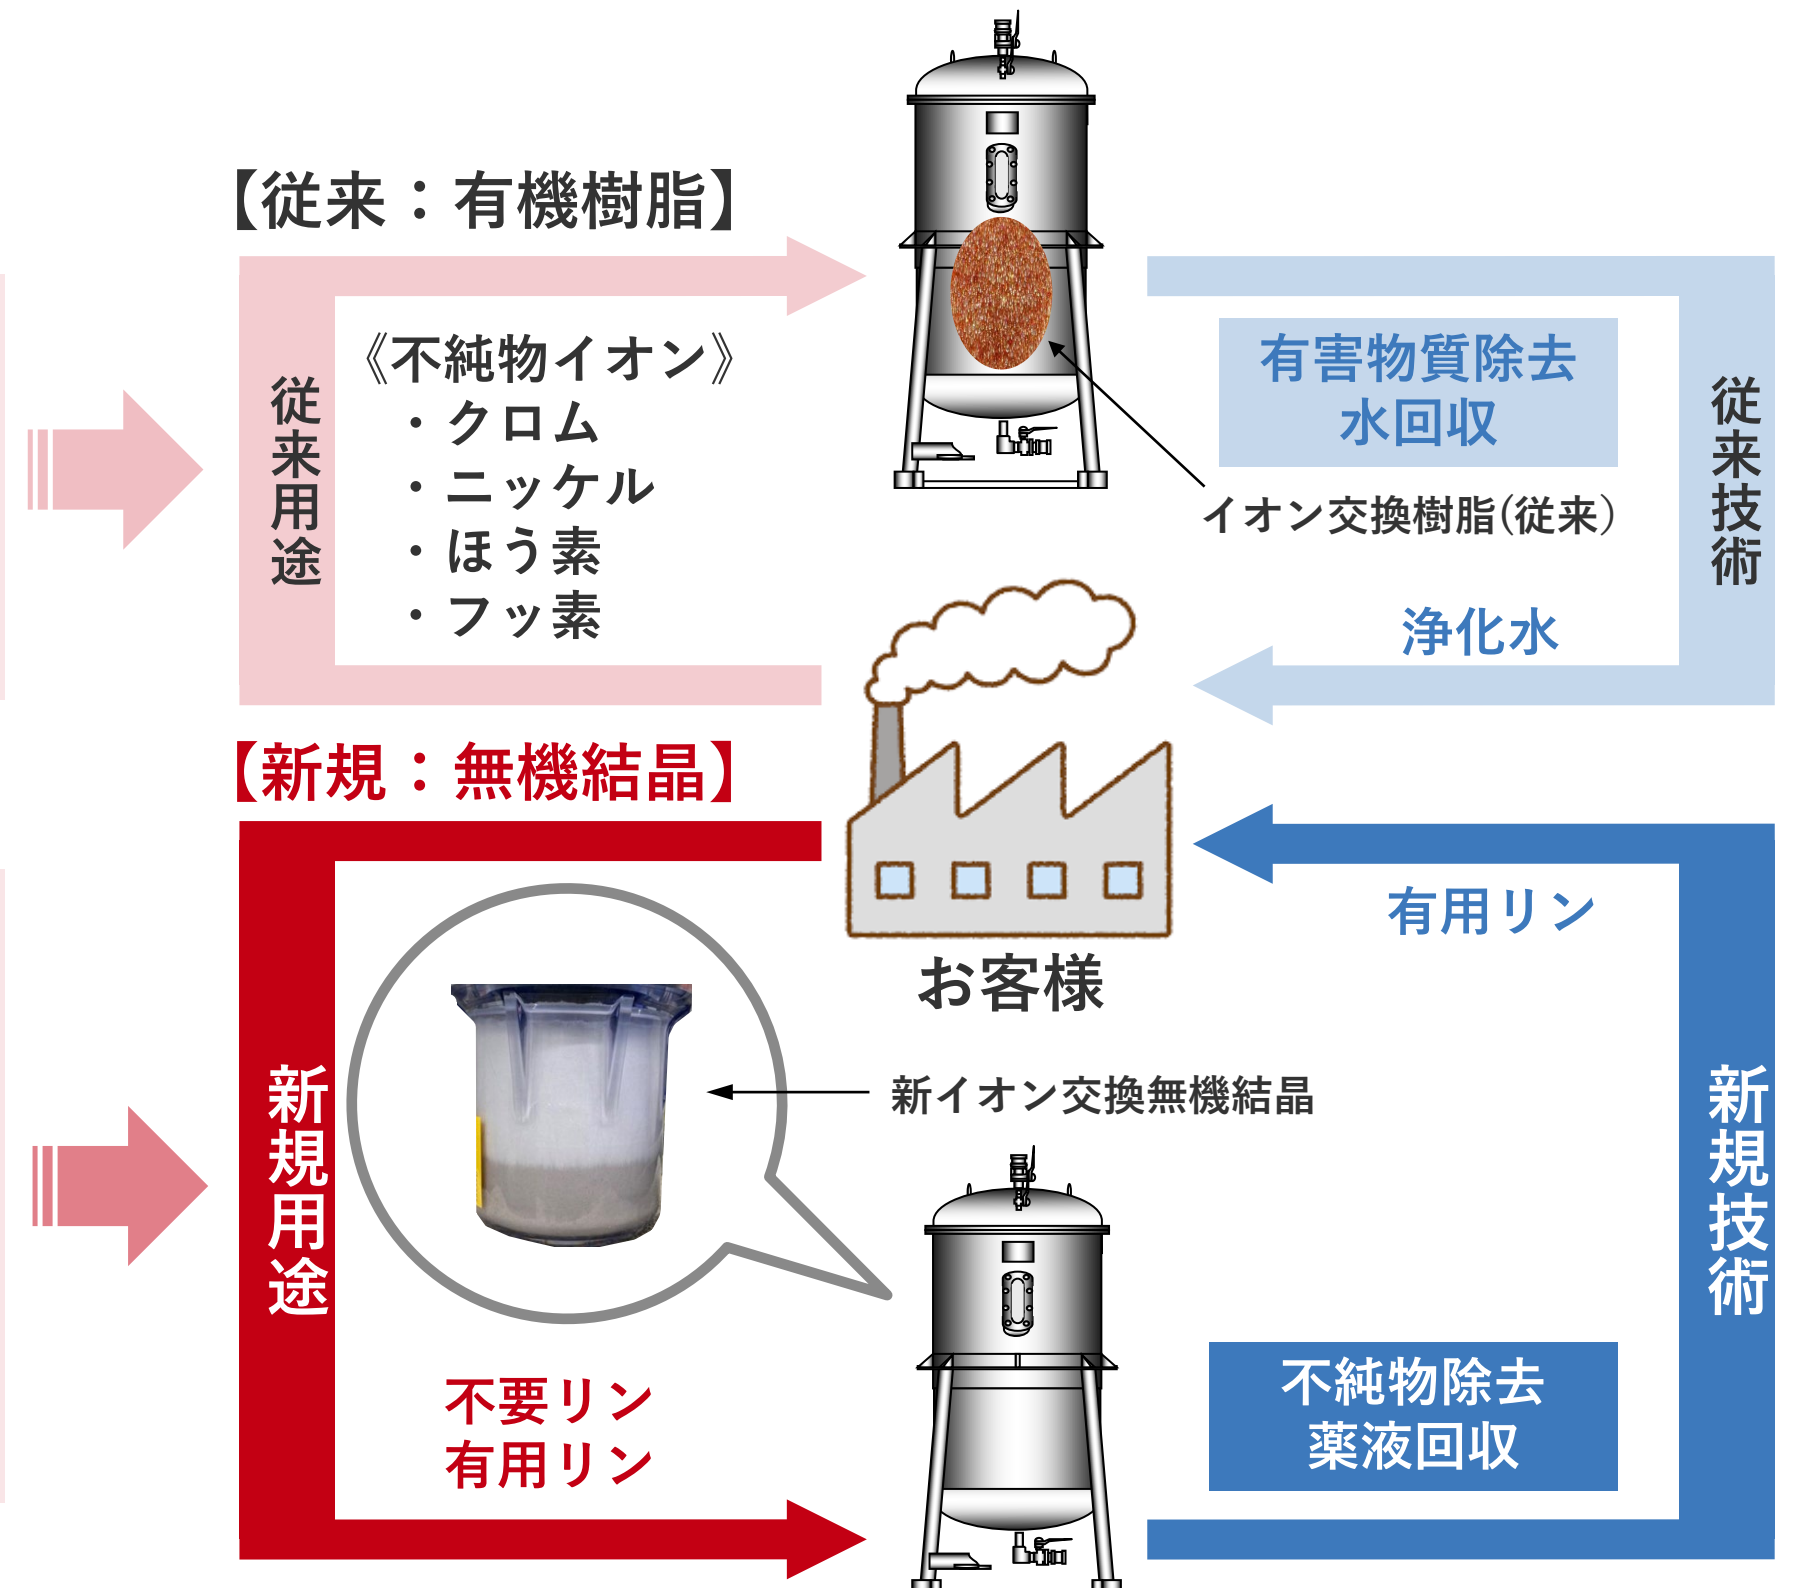 【従来：有機樹脂】
従来用途
《不純物イオン》
・クロム
・ニッケル
・ほう素
・フッ素
有害物質除去
水回収
イオン交換樹脂(従来)
従来技術
浄化水
【新規：無機結晶】
お客様
有用リン
新イオン交換無機結晶
新規用途
新規技術
不要リン
有用リン
不純物除去
薬液回収